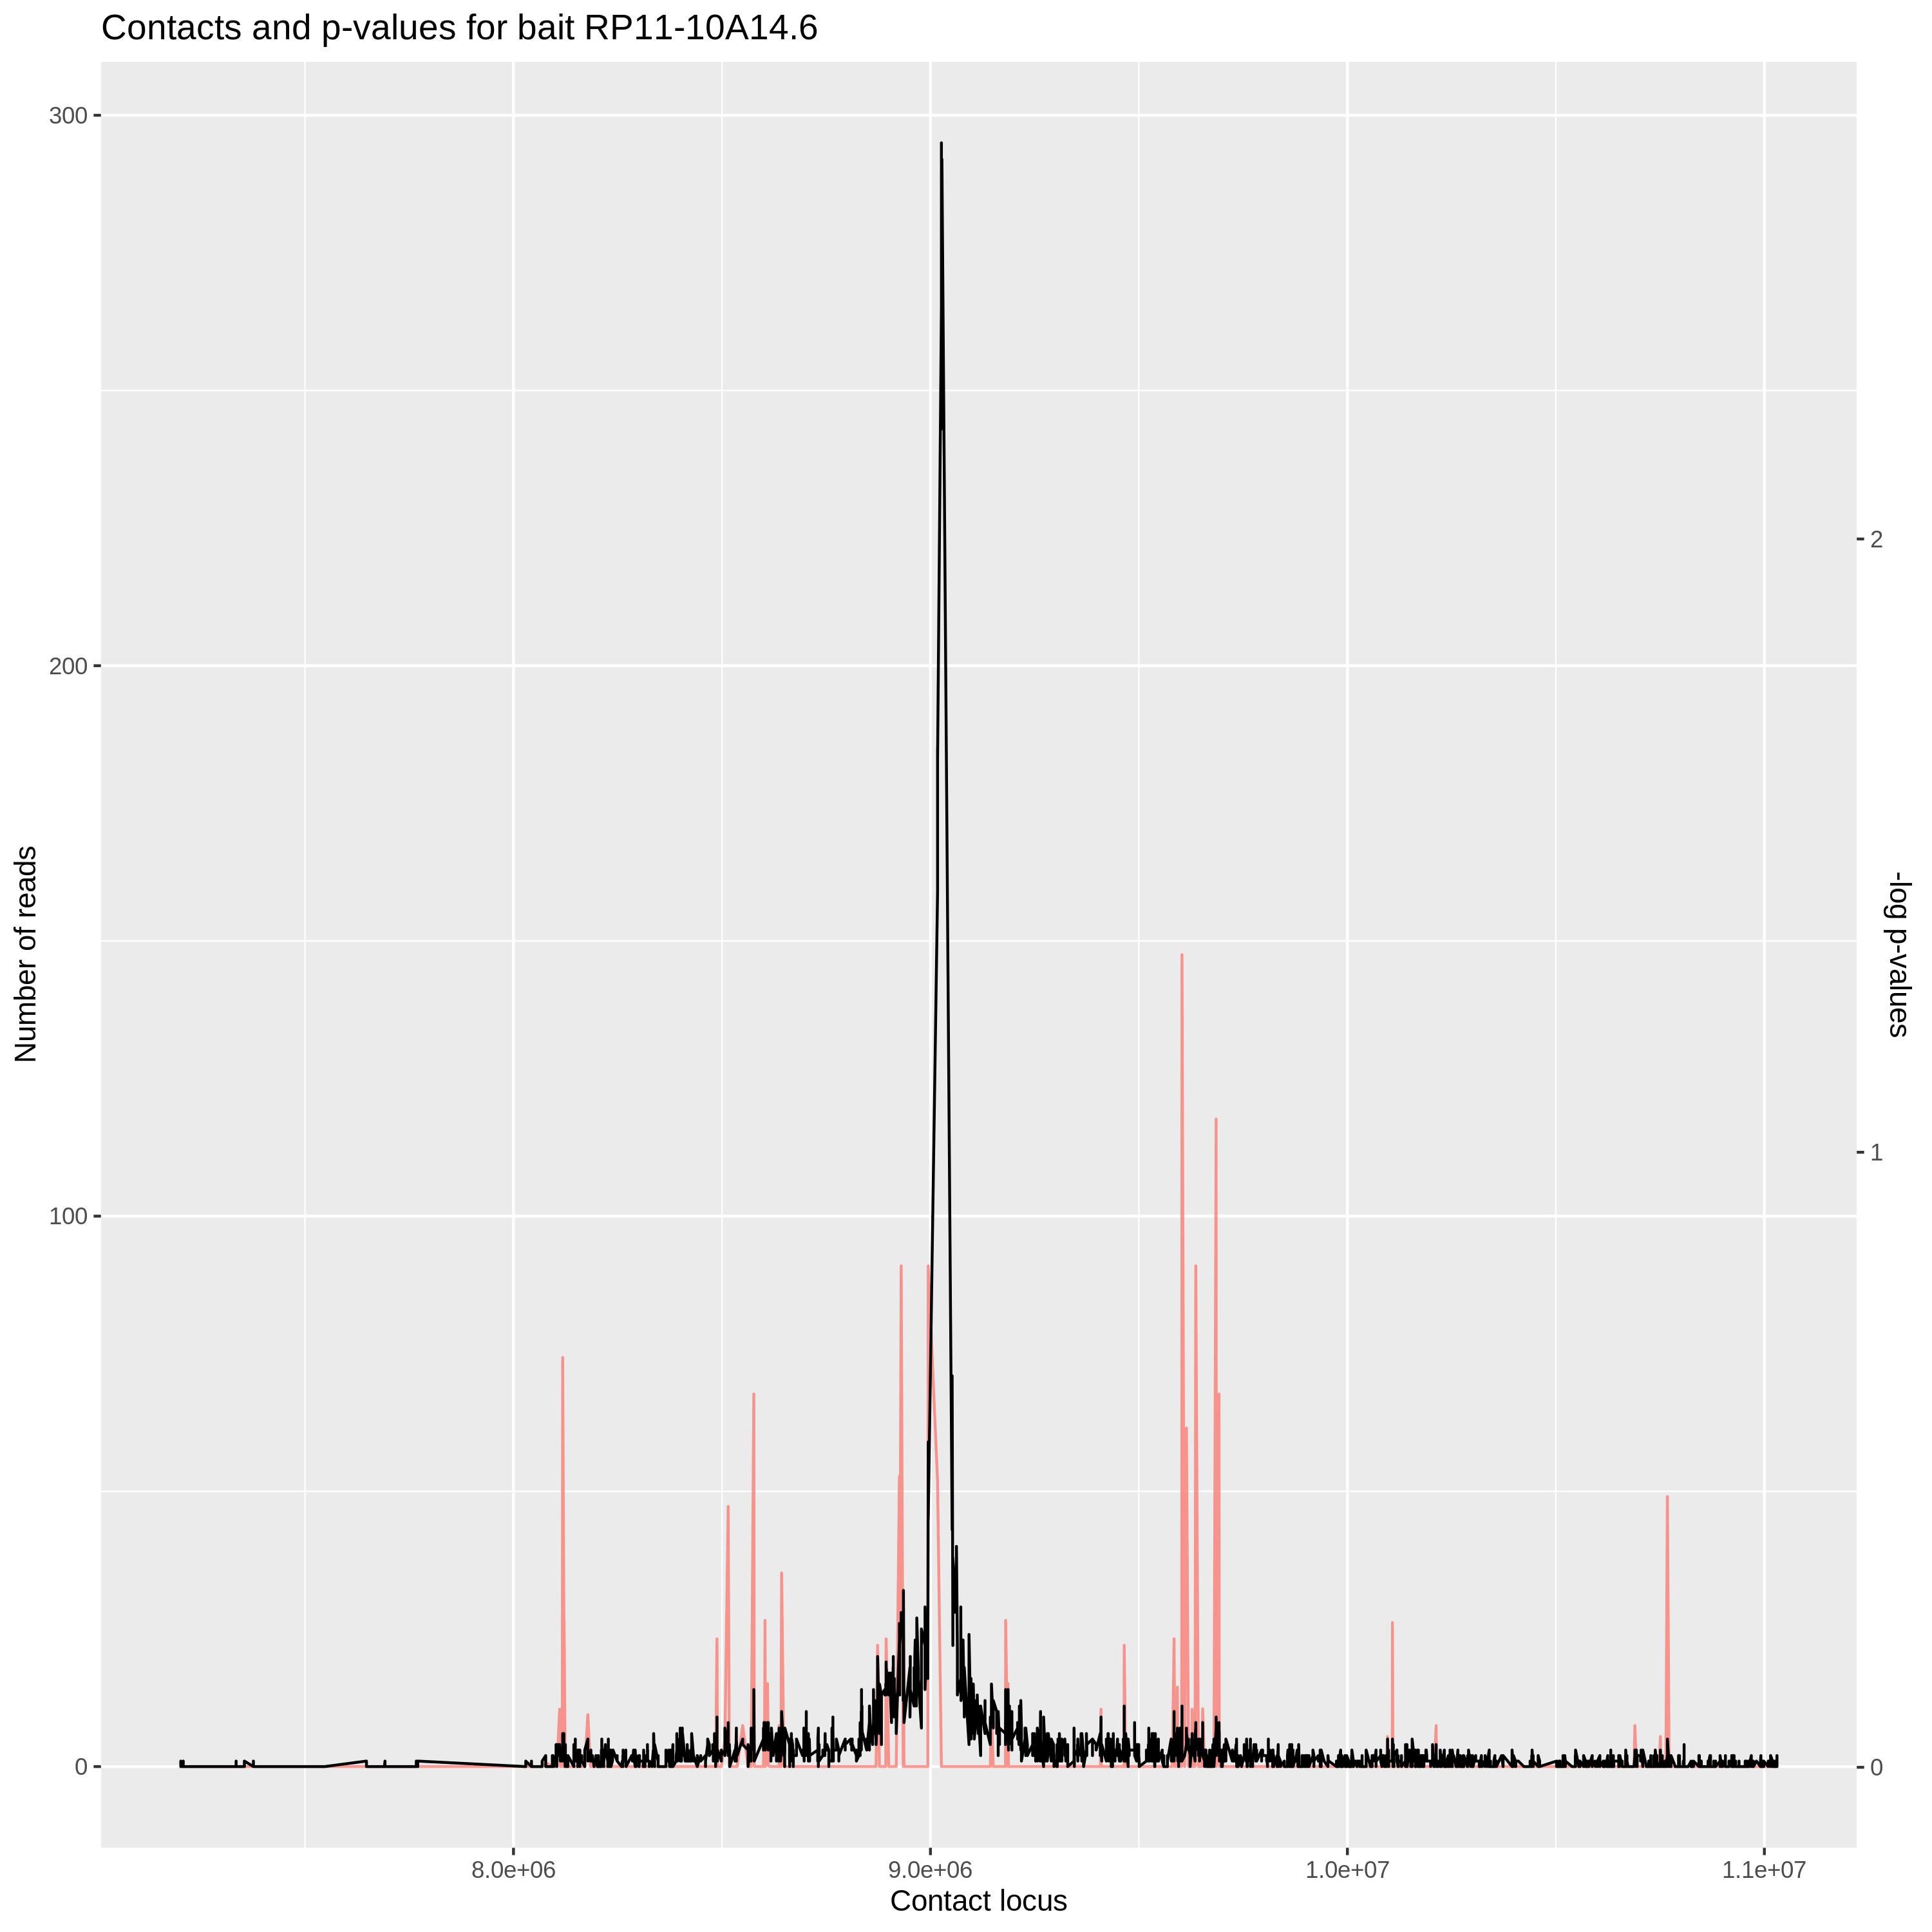 Contacts and p-values for bait RP11-10A14.6
300
200
100
0
Number of reads
2
1
0
-log p-values
8.0e+06
9.0e+06
1.0e+07
1.1e+07
Contact locus